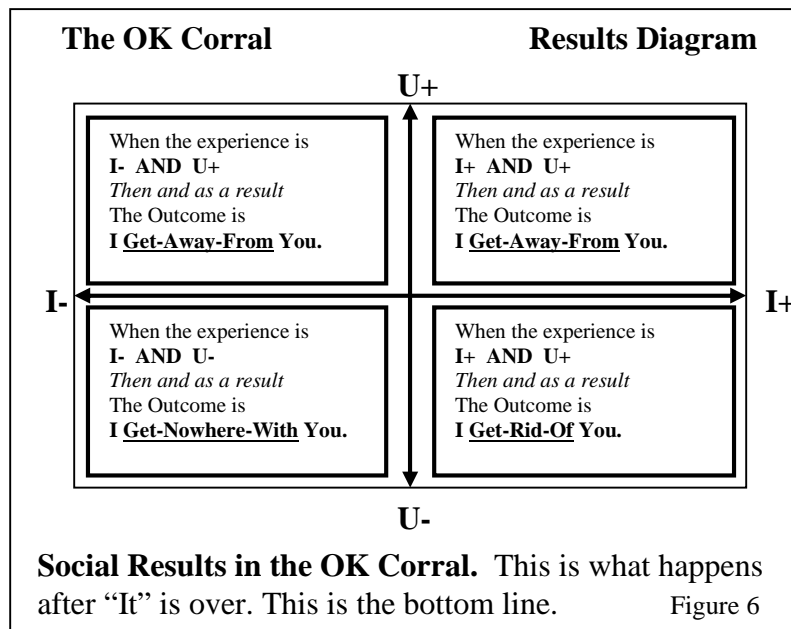 The OK Corral Results Diagram
U+
When the experience is
I- AND U+
Then and as a result
The Outcome is
I Get-Away-From You.
When the experience is
I+ AND U+
Then and as a result
The Outcome is
I Get-Away-From You.
I-
I+
When the experience is
I- AND U-
Then and as a result
The Outcome is
I Get-Nowhere-With You.
When the experience is
I+ AND U+
Then and as a result
The Outcome is
I Get-Rid-Of You.
U-
Social Results in the OK Corral. This is what happens
after “It” is over. This is the bottom line. Figure 6